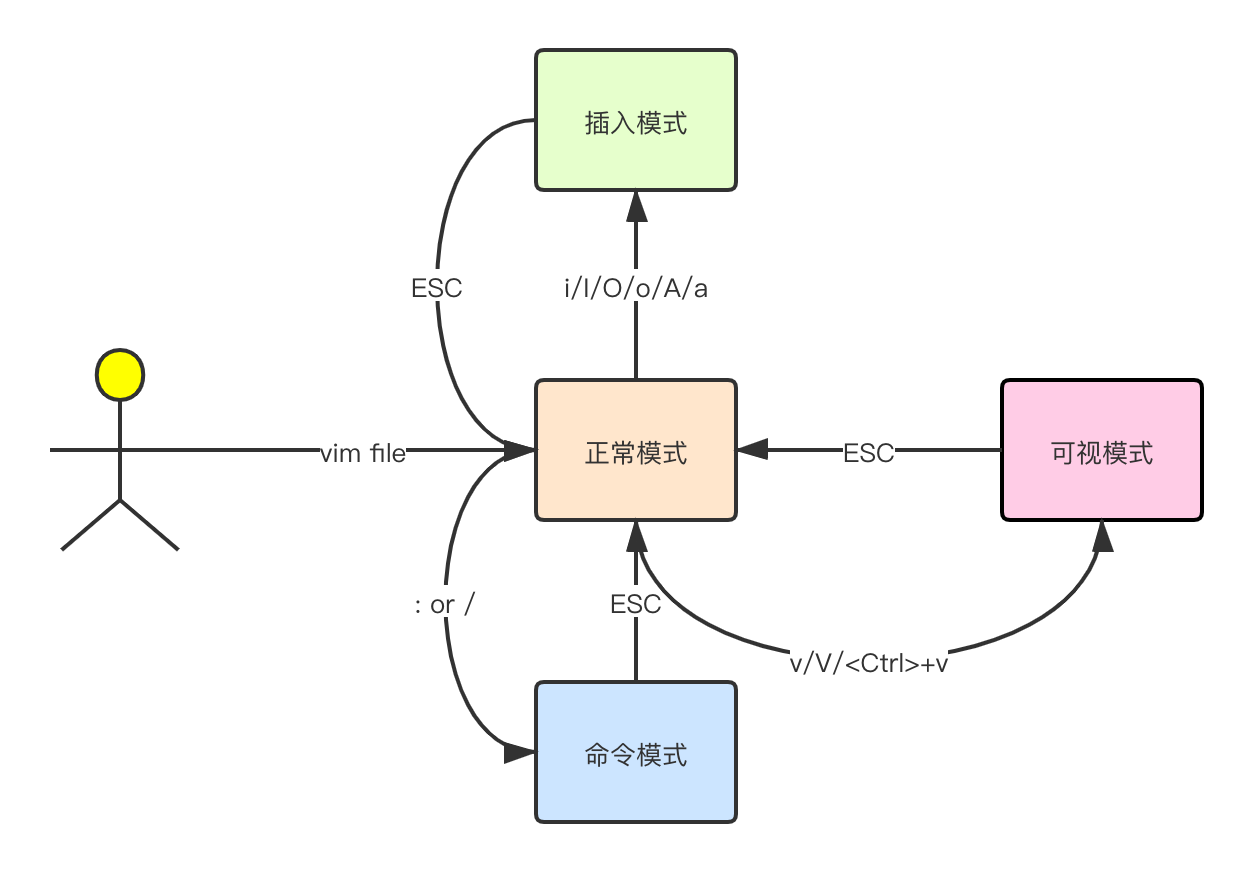 插入模式
ESC
i/I/O/o/A/a
vim file
正常模式
ESC
可视模式
: or /
ESC
v/V/<Ctrl>+v
命令模式